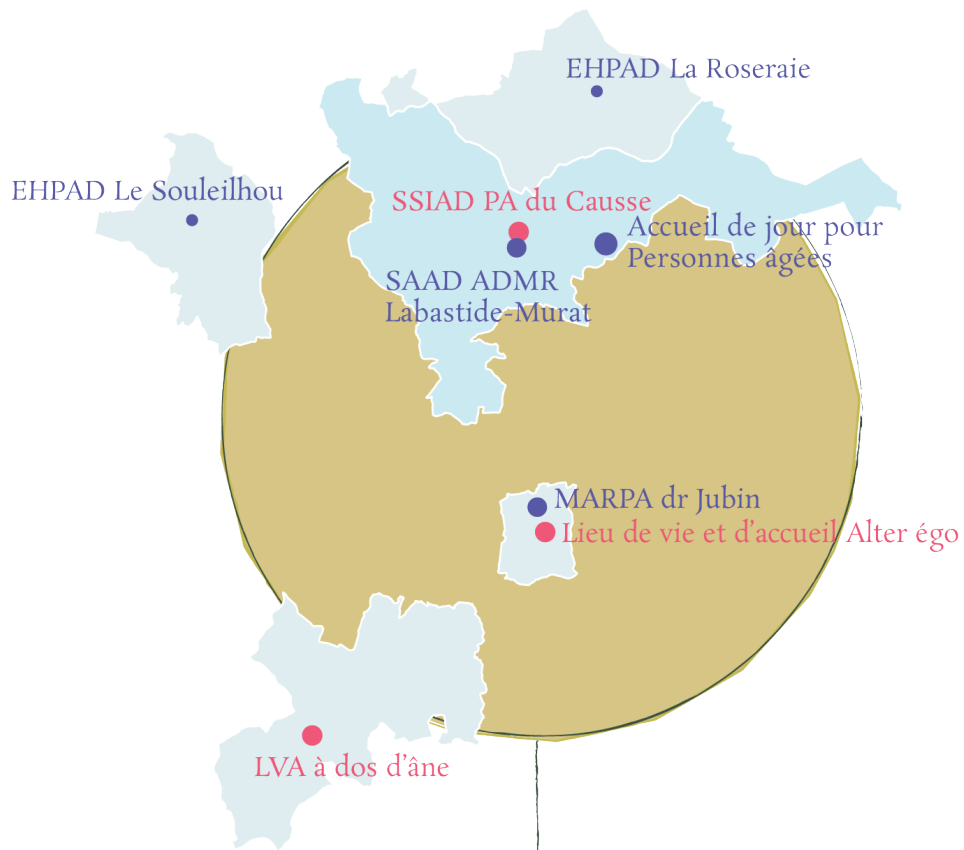 EHPAD La Roseraie
EHPAD Le Souleilhou
SSIAD PA du Causse
Accueil de jour pour
Personnes âgées
SAAD ADMR
Labastide-Murat
MARPA dr Jubin
Lieu de vie et d'accueil Alter égo
LVA à dos d'âne